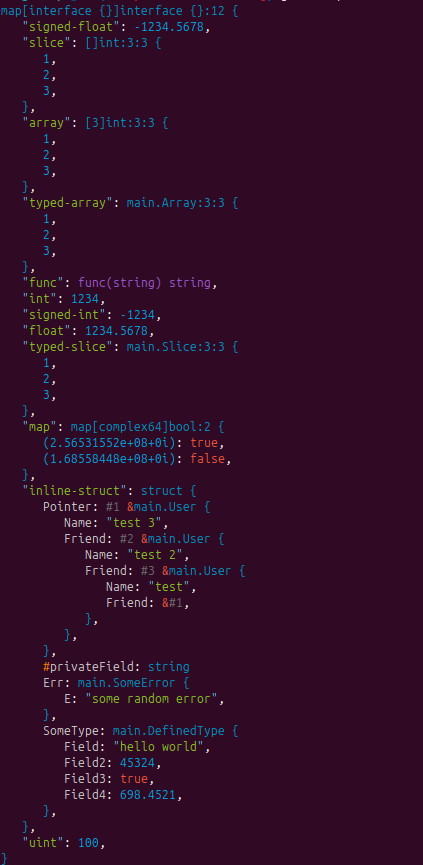 map[interface {}]interface {}:12 {
   "signed-float": -1234.5678,
   "slice": []int:3:3 {
      1,
      2,
      3,
   },
   "array": [3]int:3:3 {
      1,
      2,
      3,
   },
   "typed-array": main.Array:3:3 {
      1,
      2,
      3,
   },
   "func": func(string) string,
   "int": 1234,
   "signed-int": -1234,
   "float": 1234.5678,
   "typed-slice": main.Slice:3:3 {
      1,
      2,
      3,
   },
   "map": map[complex64]bool:2 {
      (2.56531552e+08+0i): true,
      (1.68558448e+08+0i): false,
   },
   "inline-struct": struct {
      Pointer: #1 &main.User {
         Name: "test 3",
         Friend: #2 &main.User {
            Name: "test 2",
            Friend: #3 &main.User {
               Name: "test",
               Friend: &#1,
            },
         },
      },
      #privateField: string
      Err: main.SomeError {
         E: "some random error",
      },
      SomeType: main.DefinedType {
         Field: "hello world",
         Field2: 45324,
         Field3: true,
         Field4: 698.4521,
      },
   },
   "uint": 100,
}